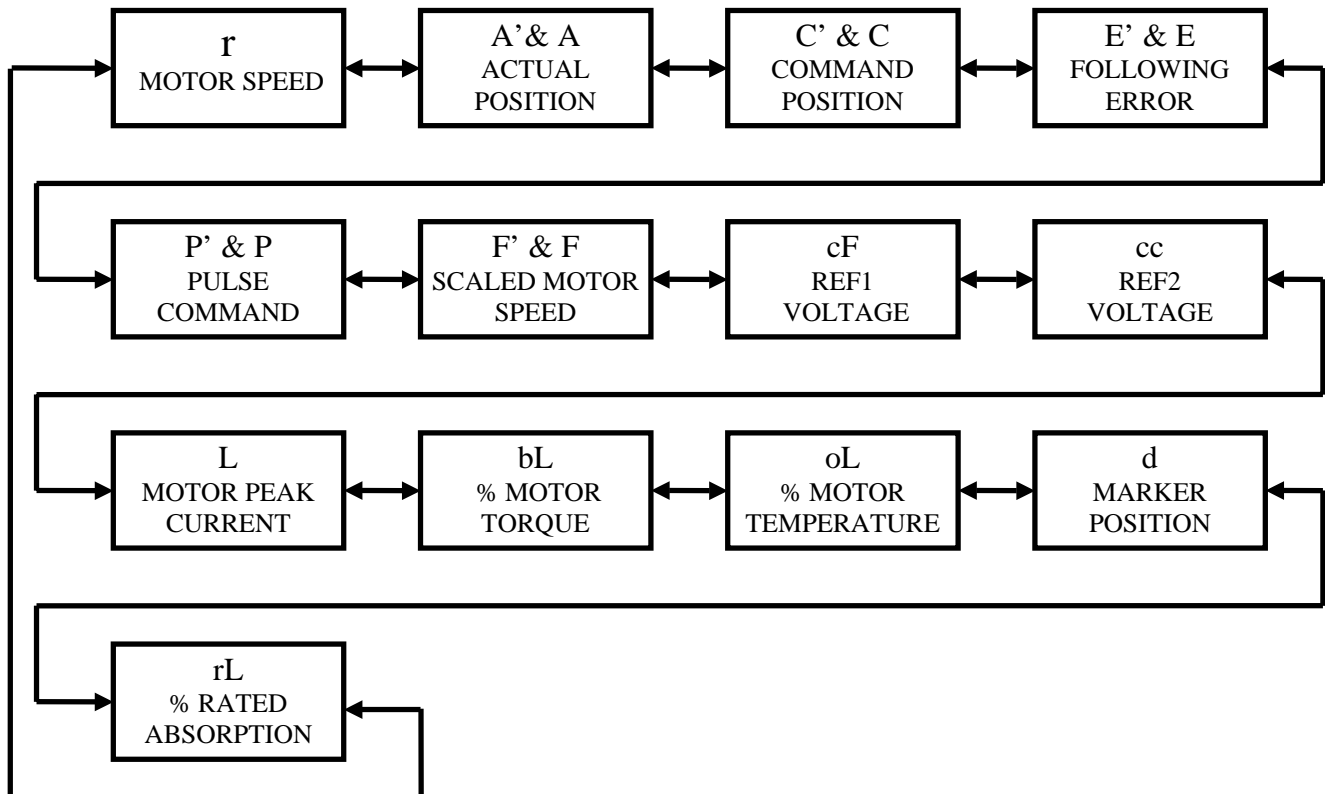 r
MOTOR SPEED
A’& A
ACTUAL
POSITION
C’ & C
COMMAND
POSITION
E’ & E
FOLLOWING
ERROR
P’ & P
PULSE
COMMAND
F’ & F
SCALED MOTOR
SPEED
cF
REF1
VOLTAGE
cc
REF2
VOLTAGE
L
MOTOR PEAK
CURRENT
bL
% MOTOR
TORQUE
oL
% MOTOR
TEMPERATURE
d
MARKER
POSITION
rL
% RATED
ABSORPTION